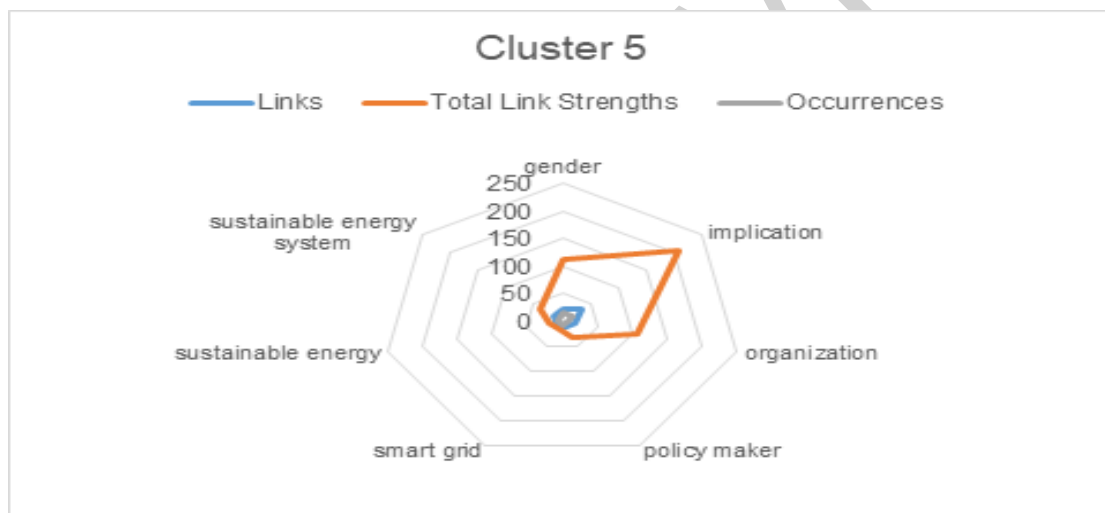 Cluster 5
Links Total Link Strengths Occurrences
gender
250
200
150
100
50
0
implication
organization
policy maker
smart grid
sustainable energy
sustainable energy
system